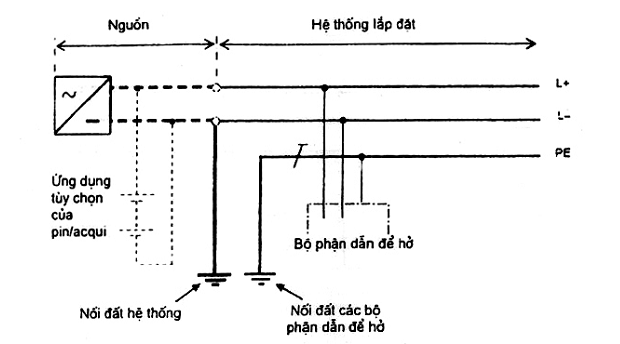 Nguồn
Hệ thống lắp đặt
L+
L–
PE
Ứng dụng
tùy chọn
của
pin/acqui
Bộ phận dẫn để hở
Nối đất hệ thống
Nối đất các bộ
phận dẫn để hở